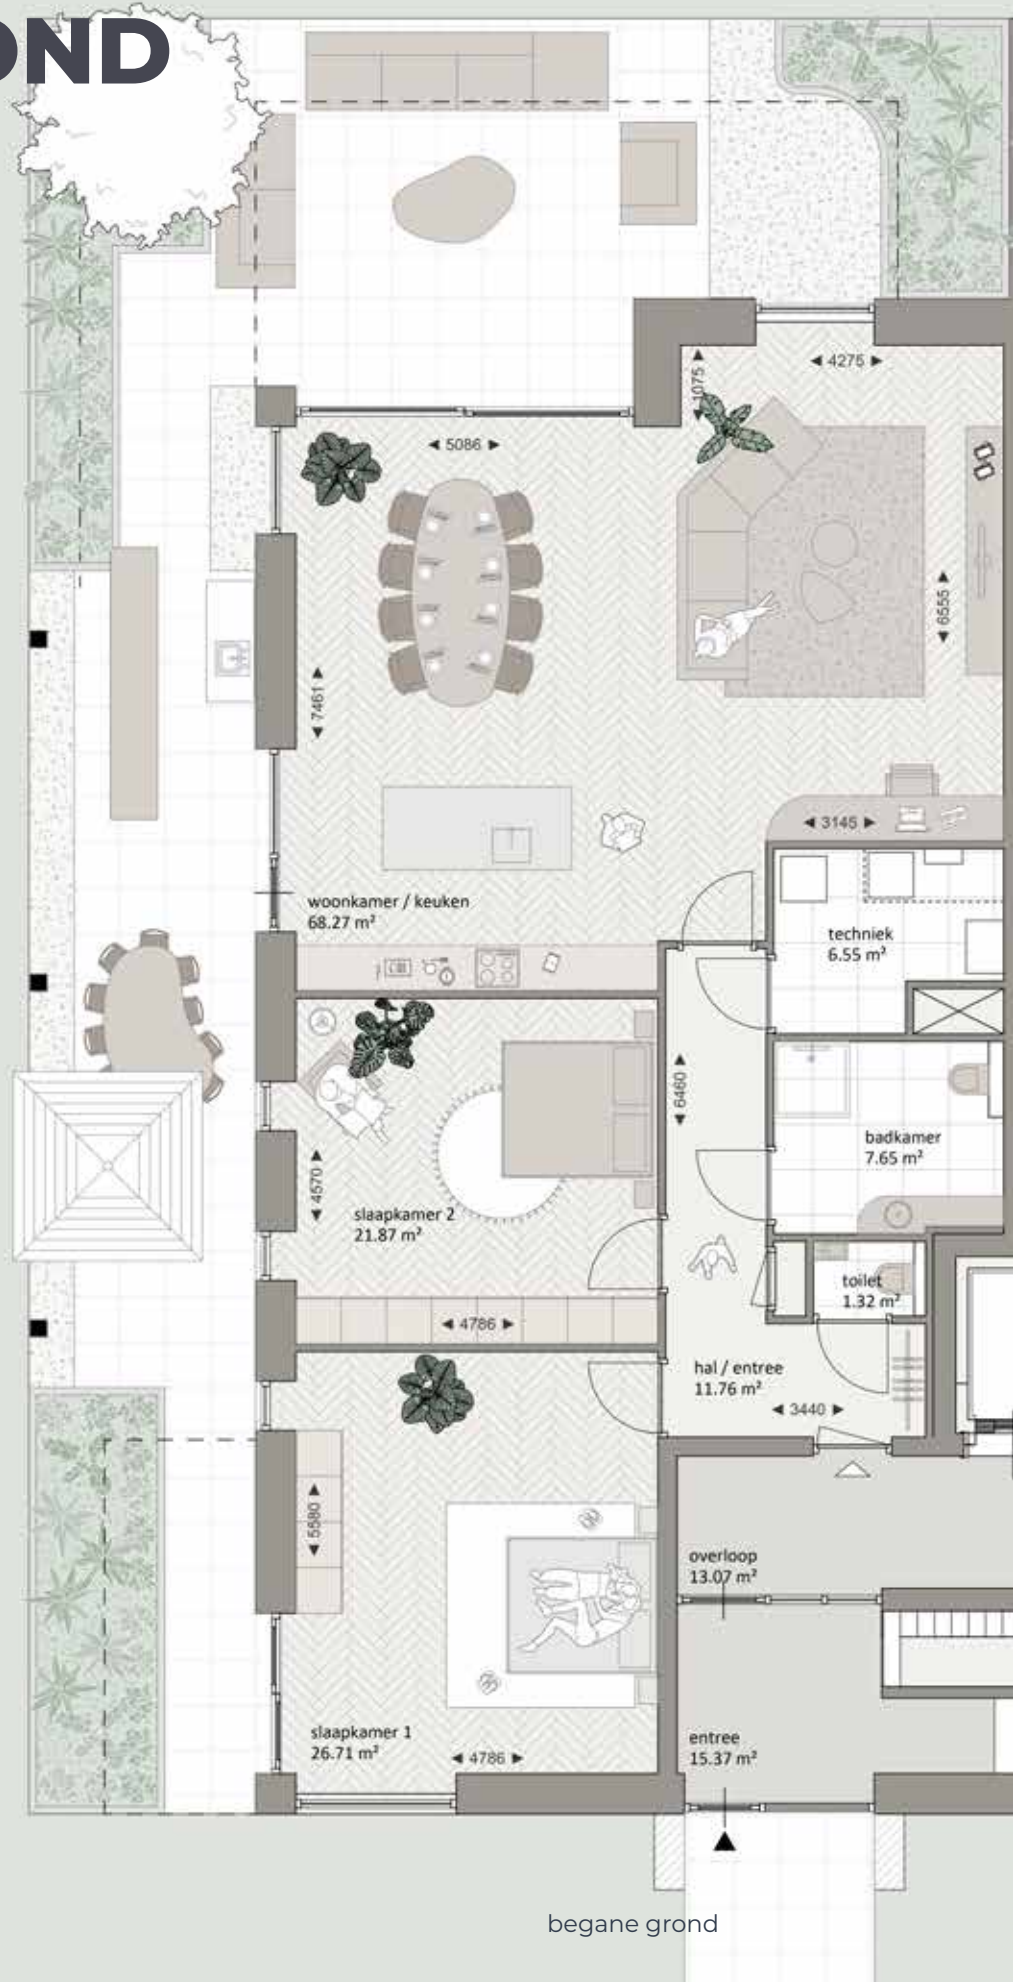 OND
◄ 4275 ►
◄ 1075 ►
◄ 5086 ►
◄ 6555 ►
◄ 7461 ►
◄ 3145 ►
woonkamer / keuken
68.27 m²
techniek
6.55 m²
◄ 6460 ►
badkamer
7.65 m²
◄ 4570 ►
slaapkamer 2
21.87 m²
toilet
1.32 m²
◄ 4786 ►
hal / entree
11.76 m²
◄ 3440 ►
◄ 5580 ►
overloop
13.07 m²
slaapkamer 1
26.71 m²
◄ 4786 ►
entree
15.37 m²
begane grond